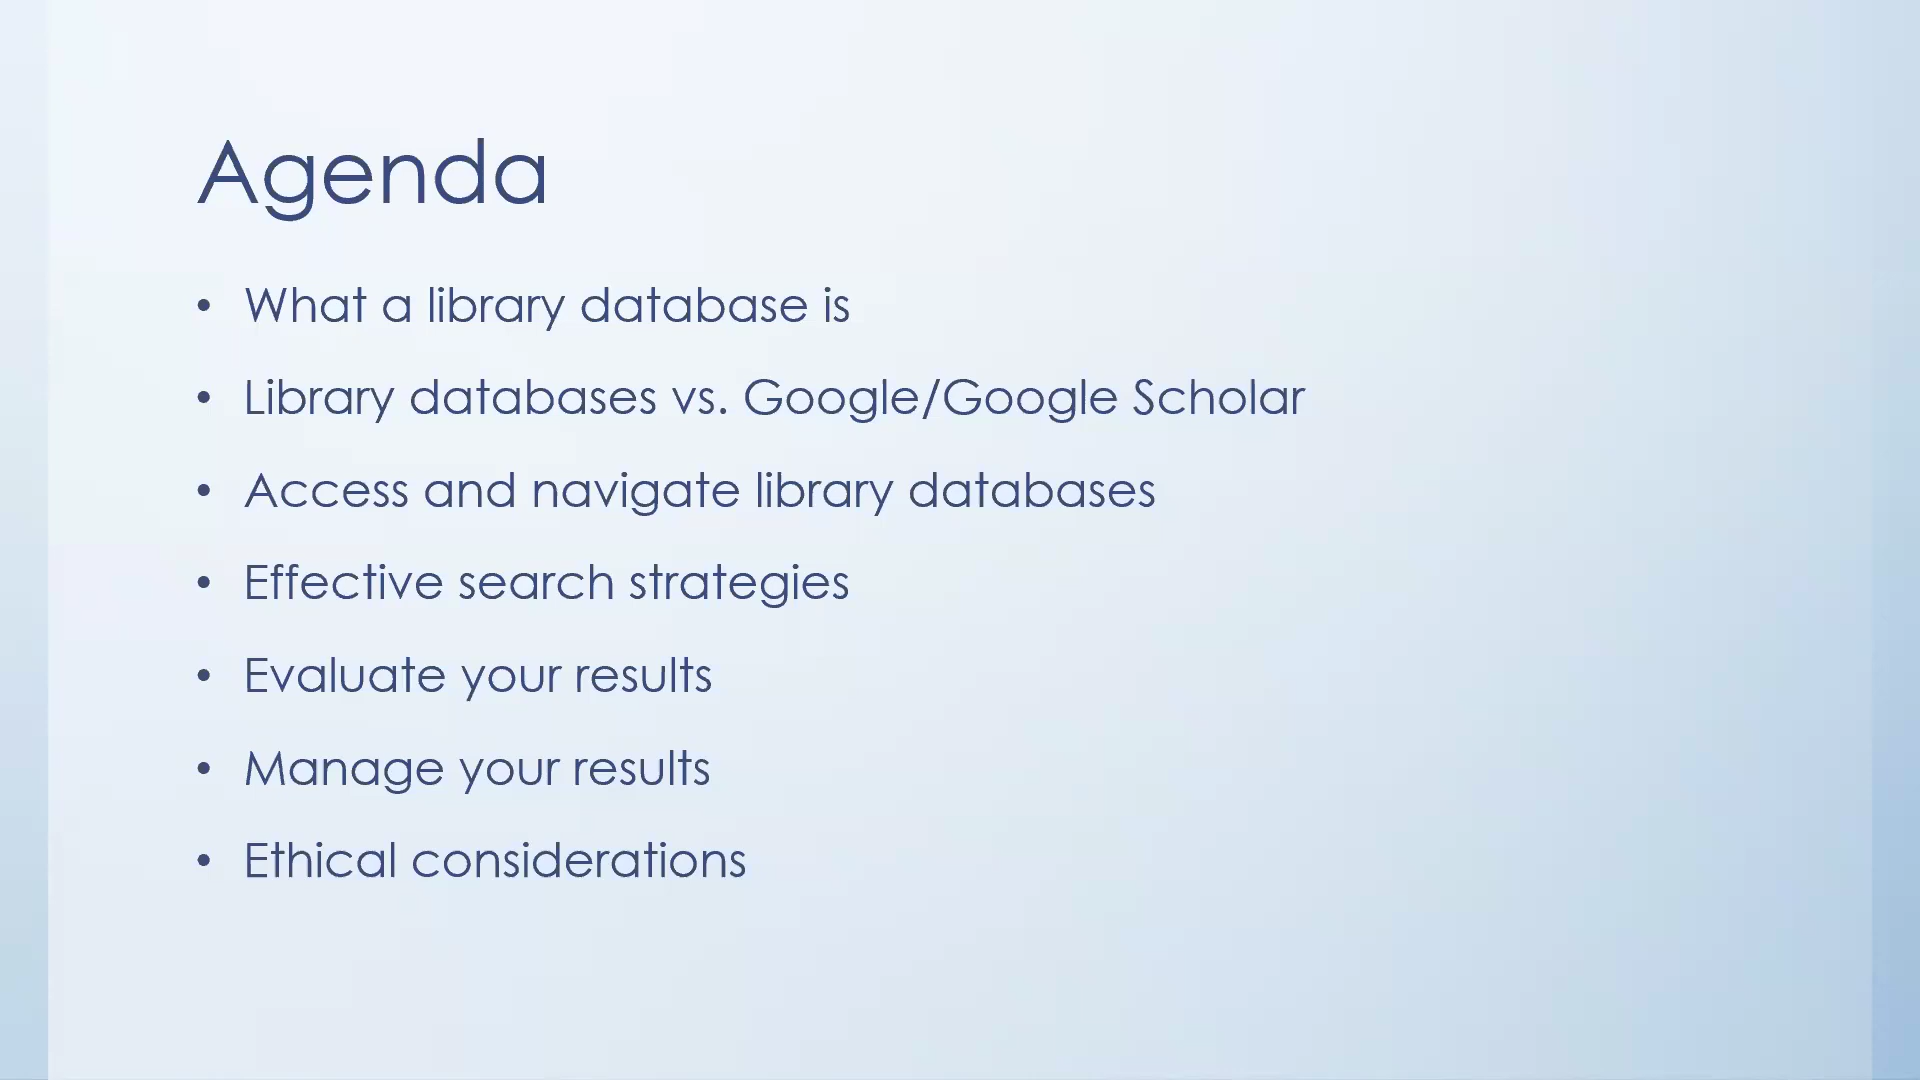 Agenda
• What a library database is
• Library databases vs. Google/Google Scholar
• Access and navigate library databases
• Effective search strategies
• Evaluate your results
• Manage your results
• Ethical considerations